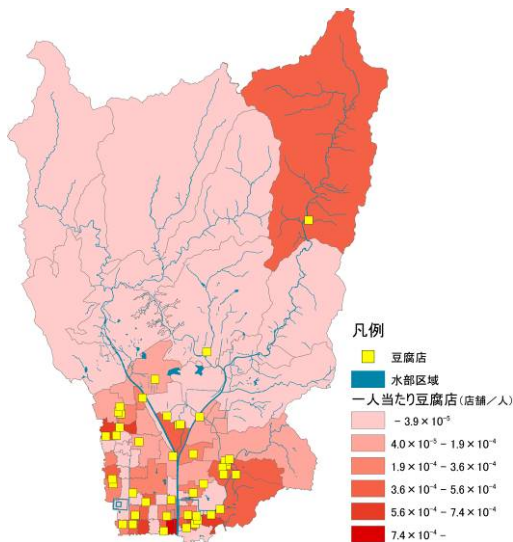 凡例
豆腐店
水部区域
一人当たり豆腐店(店舗／人)
- 3.9 × 10⁻⁵
4.0 × 10⁻⁵ - 1.9 × 10⁻⁴
1.9 × 10⁻⁴ - 3.6 × 10⁻⁴
3.6 × 10⁻⁴ - 5.6 × 10⁻⁴
5.6 × 10⁻⁴ - 7.4 × 10⁻⁴
7.4 × 10⁻⁴ -